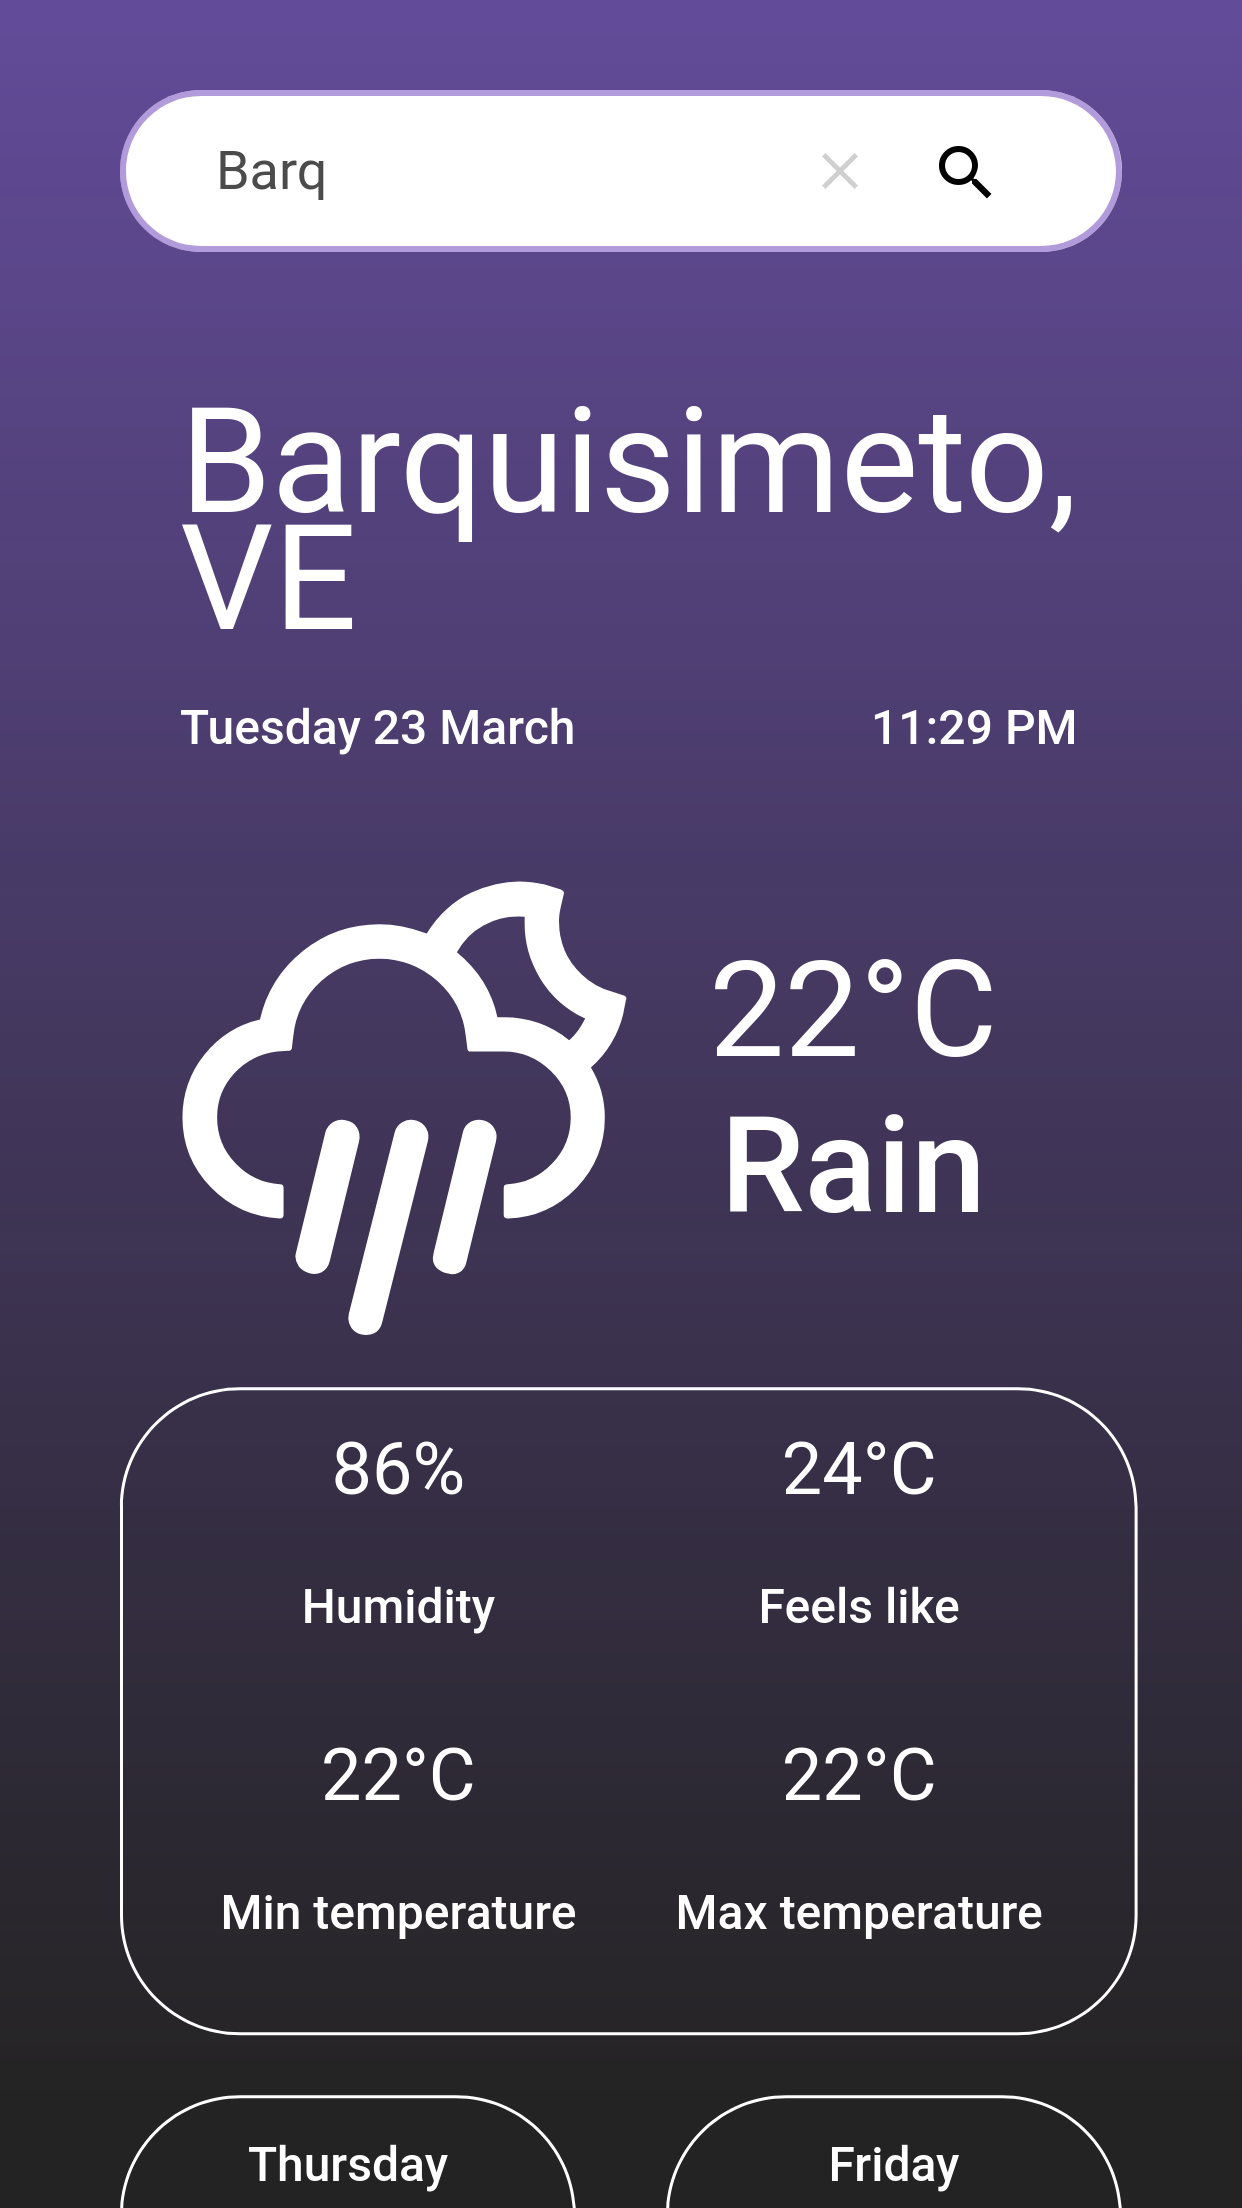 Barq
Barquisimeto,
VE
Tuesday 23 March 11:29 PM
22°C
Rain
86% 24°C
Humidity Feels like
22°C 22°C
Min temperature Max temperature
Thursday Friday